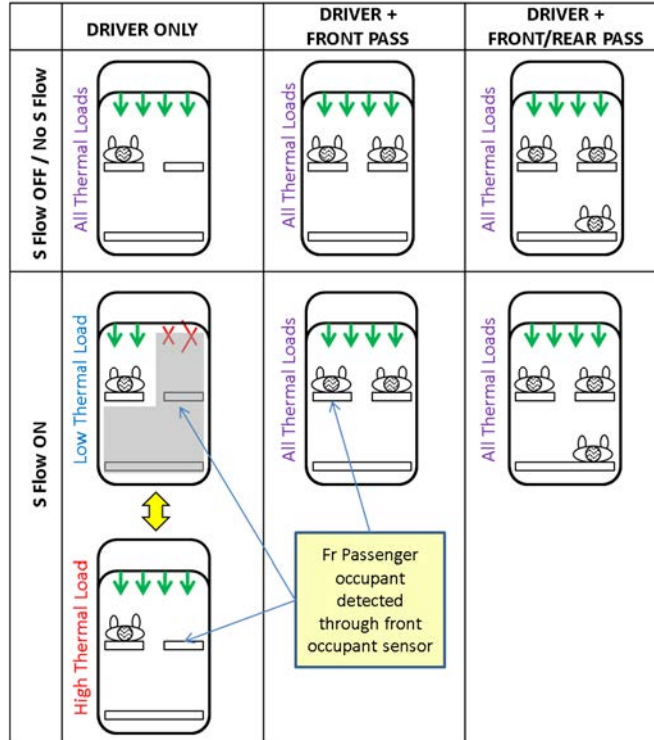 DRIVER ONLY
DRIVER +
FRONT PASS
DRIVER +
FRONT/REAR PASS
S Flow OFF / No S Flow
All Thermal Loads
All Thermal Loads
All Thermal Loads
S Flow ON
Low Thermal Load
All Thermal Loads
All Thermal Loads
High Thermal Load
Fr Passenger
occupant
detected
through front
occupant sensor